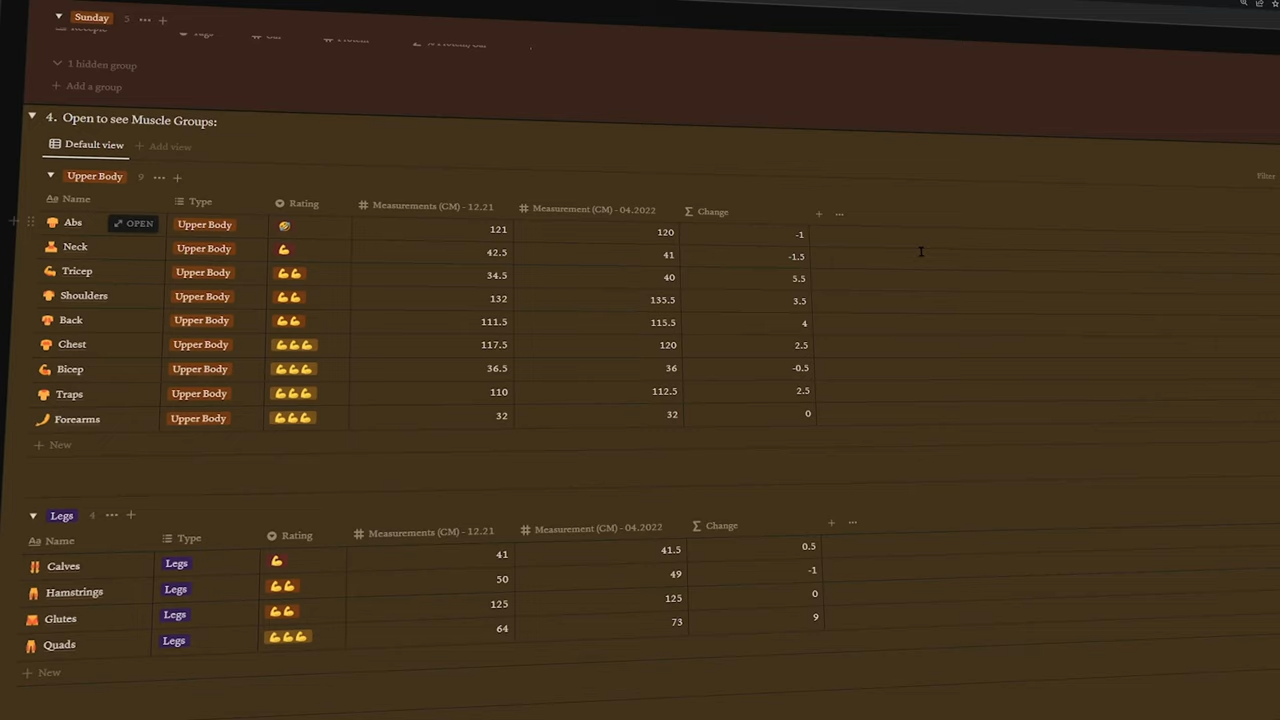 Sunday 5
1 hidden group
Add a group
4. Open to see Muscle Groups:
Default view Add view
Upper Body 9 Filter
Aa Name Type Rating # Measurements (CM) - 12.21 # Measurement (CM) - 04.2022 Σ Change
Abs OPEN Upper Body 121 120 -1
Neck Upper Body 42.5 41 -1.5
Tricep Upper Body 34.5 40 5.5
Shoulders Upper Body 132 135.5 3.5
Back Upper Body 111.5 115.5 4
Chest Upper Body 117.5 120 2.5
Bicep Upper Body 36.5 36 -0.5
Traps Upper Body 110 112.5 2.5
Forearms Upper Body 32 32 0
+ New
Legs 4
Aa Name Type Rating # Measurements (CM) - 12.21 # Measurement (CM) - 04.2022 Σ Change
Calves Legs 41 41.5 0.5
Hamstrings Legs 50 49 -1
Glutes Legs 125 125 0
Quads Legs 64 73 9
+ New